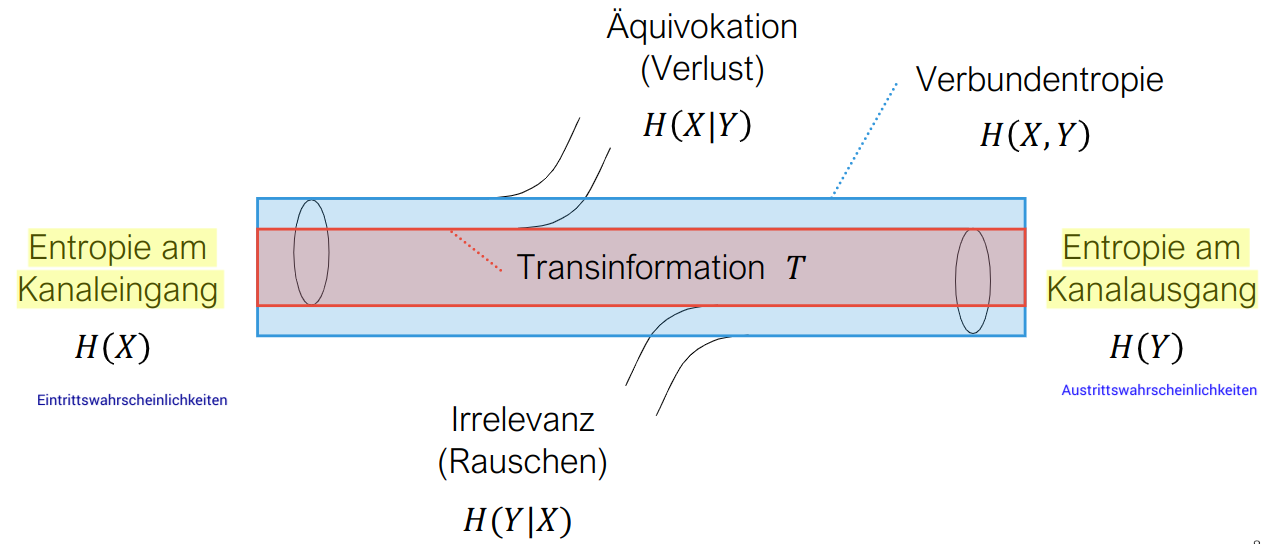 Äquivokation
(Verlust)
H(X|Y)
Verbundentropie
H(X,Y)
Entropie am
Kanaleingang
H(X)
Eintrittswahrscheinlichkeiten
Transinformation T
Entropie am
Kanalausgang
H(Y)
Austrittswahrscheinlichkeiten
Irrelevanz
(Rauschen)
H(Y|X)